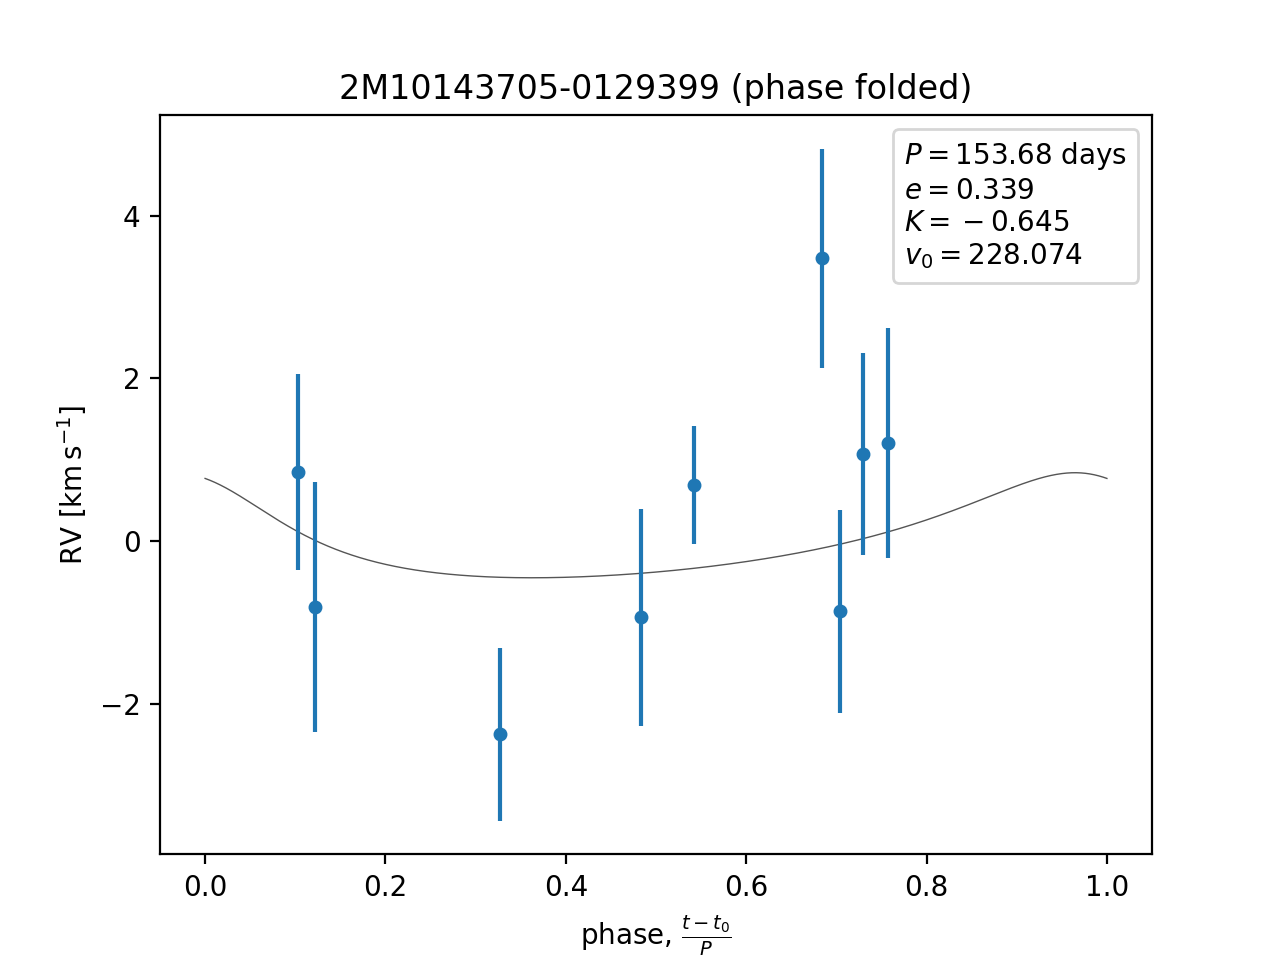 2M10143705-0129399 (phase folded)
P = 153.68 days
e = 0.339
K = −0.645
v₀ = 228.074
RV [km s⁻¹]
4
2
0
−2
0.0 0.2 0.4 0.6 0.8 1.0
phase, (t − t₀)/P